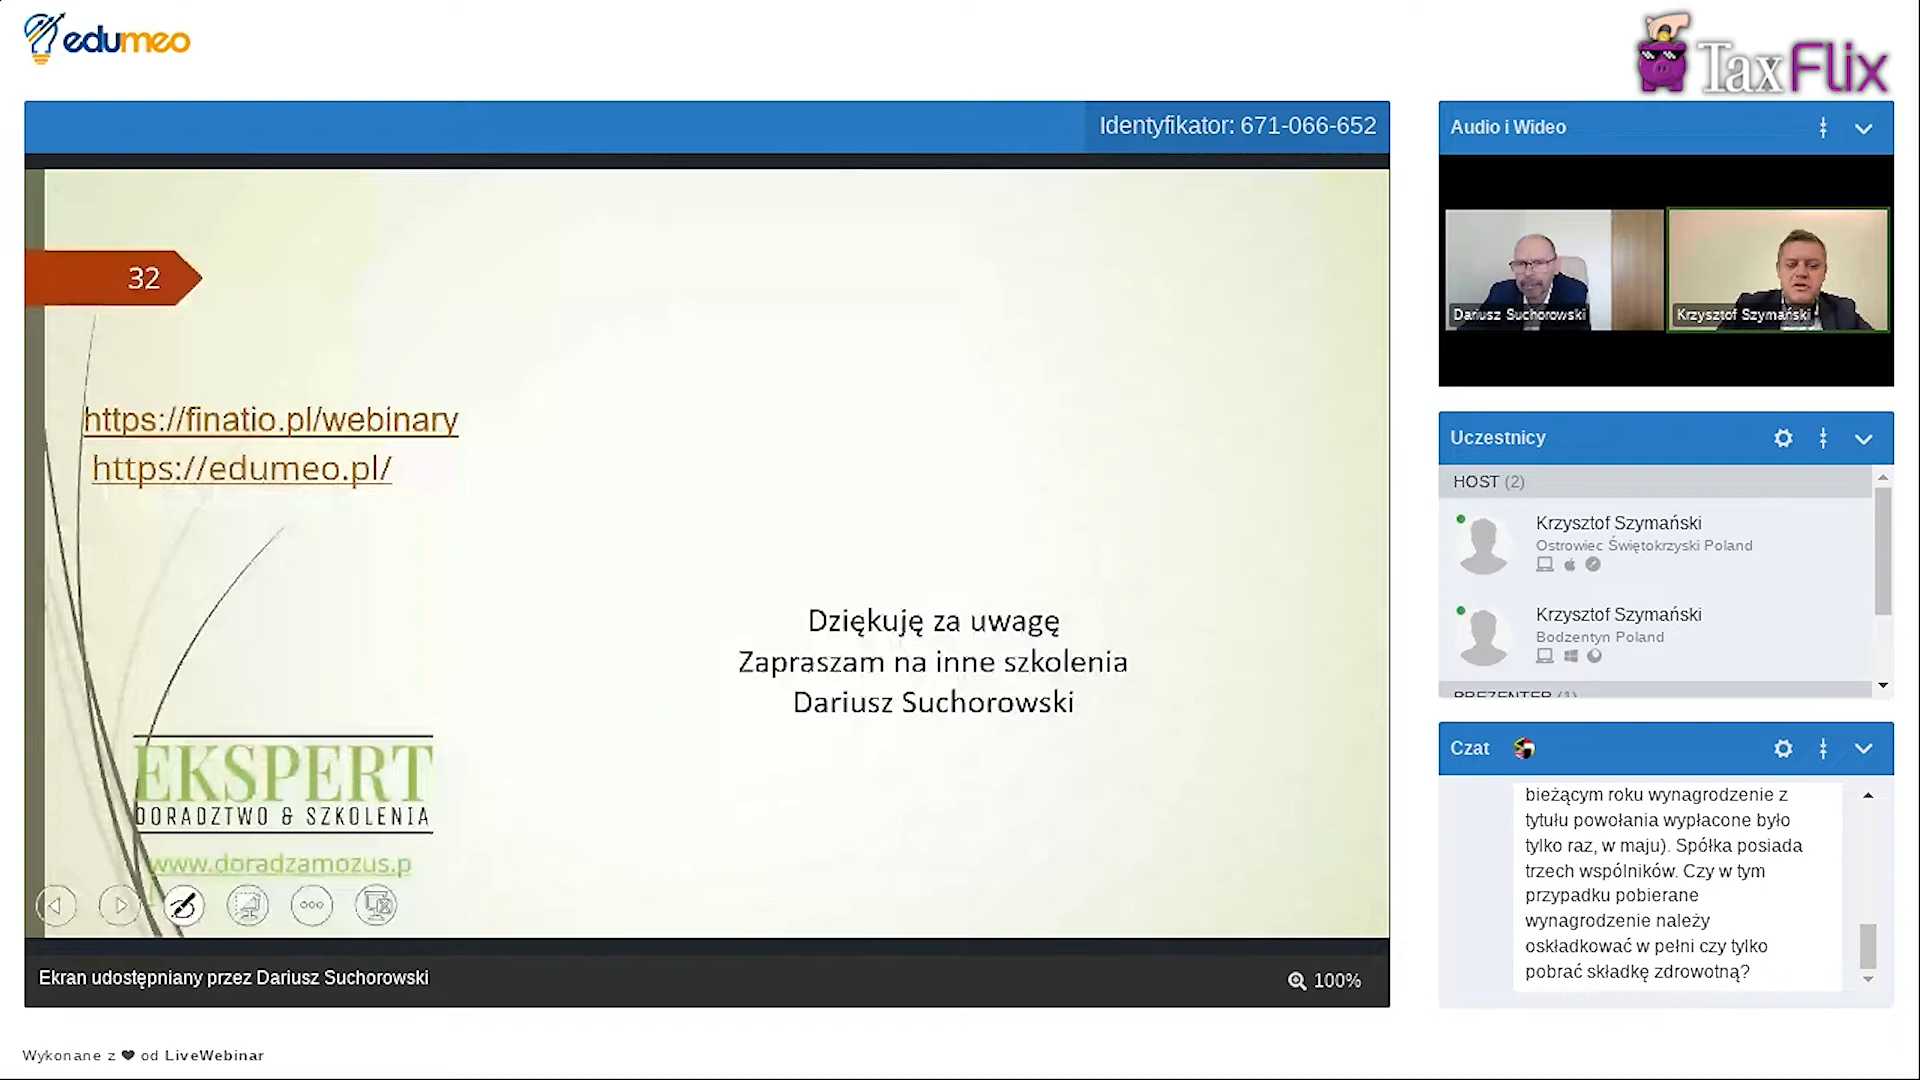 edumeo
TaxFlix
Identyfikator: 671-066-652
32
https://finatio.pl/webinary
https://edumeo.pl/
Dziękuję za uwagę
Zapraszam na inne szkolenia
Dariusz Suchorowski
EKSPERT
DORADZTWO & SZKOLENIA
www.doradzamozus.p
Ekran udostępniany przez Dariusz Suchorowski
100%
Audio i Wideo
Dariusz Suchorowski
Krzysztof Szymański
Uczestnicy
HOST (2)
Krzysztof Szymański
Ostrowiec Świętokrzyski Poland
Krzysztof Szymański
Bodzentyn Poland
PREZENTER (1)
Czat
bieżącym roku wynagrodzenie z
tytułu powołania wypłacone było
tylko raz, w maju). Spółka posiada
trzech wspólników. Czy w tym
przypadku pobierane
wynagrodzenie należy
oskładkować w pełni czy tylko
pobrać składkę zdrowotną?
Wykonane z ❤ od LiveWebinar